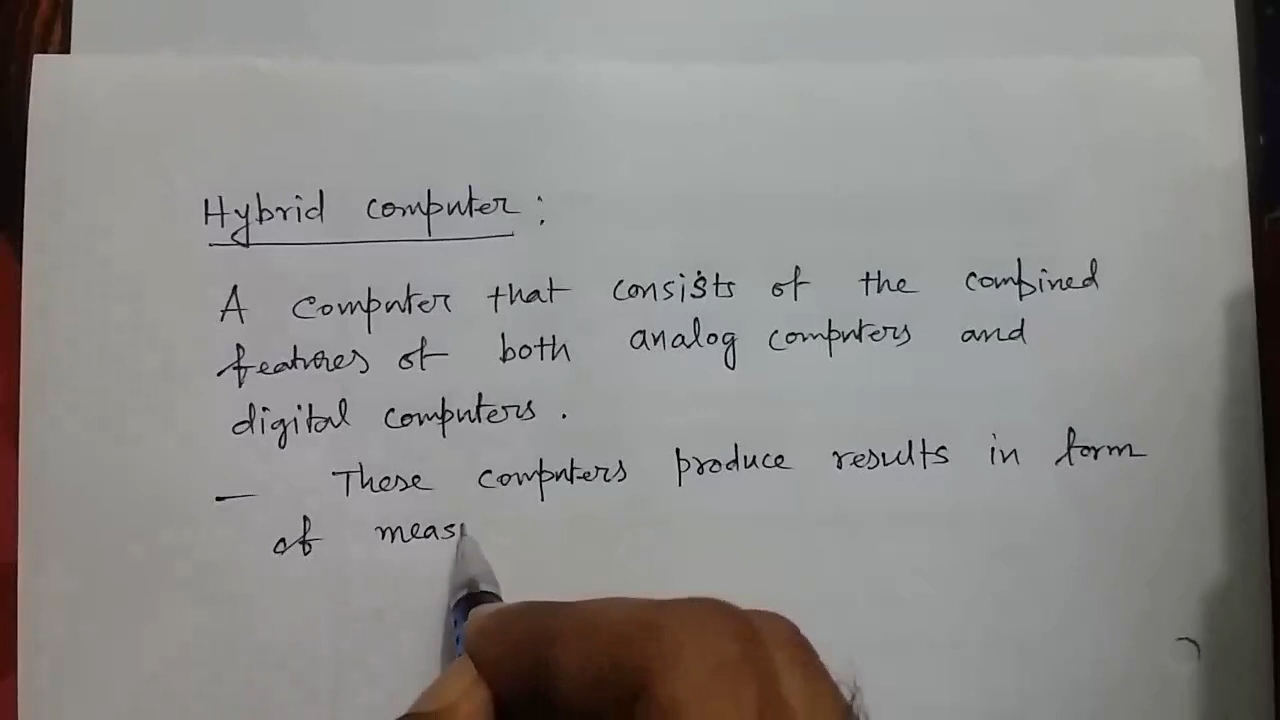 Hybrid computer :
A computer that consists of the combined
features of both analog computers and
digital computers .
— These computers produce results in form
of meas